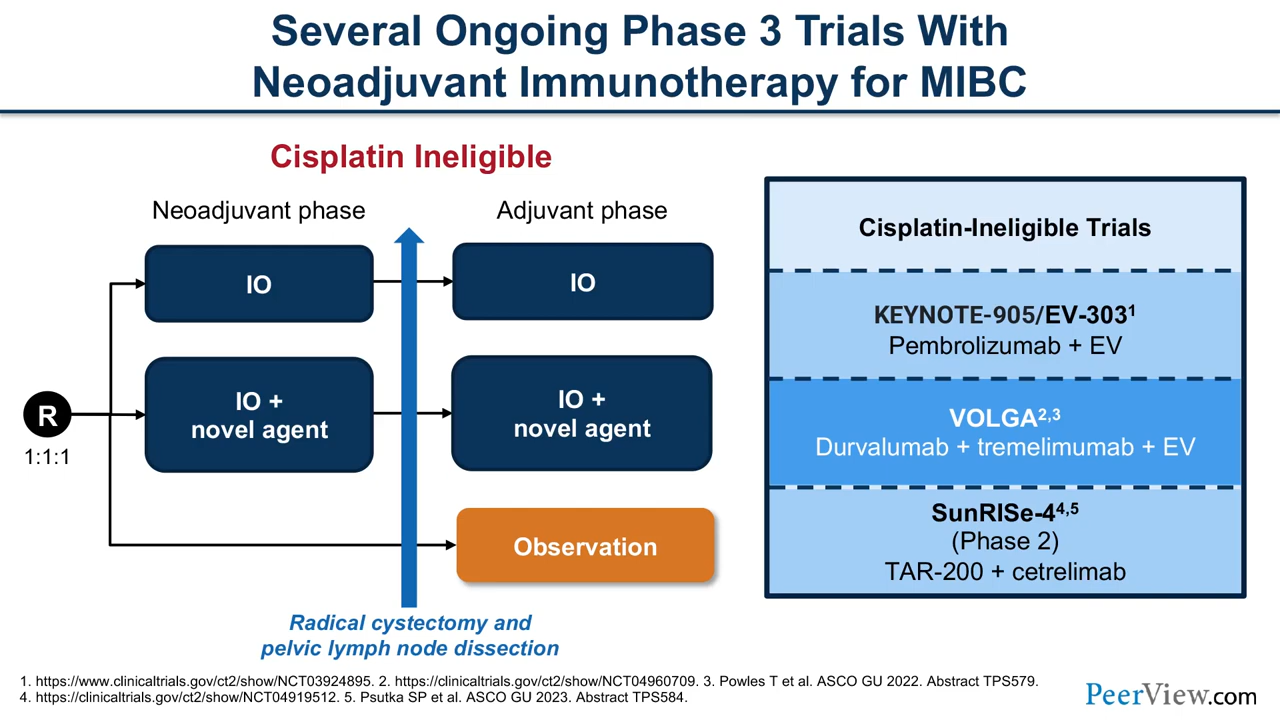 Several Ongoing Phase 3 Trials With
Neoadjuvant Immunotherapy for MIBC
Cisplatin Ineligible
Neoadjuvant phase
Adjuvant phase
IO
IO
IO +
novel agent
IO +
novel agent
R
1:1:1
Observation
Radical cystectomy and
pelvic lymph node dissection
Cisplatin-Ineligible Trials
KEYNOTE-905/EV-303¹
Pembrolizumab + EV
VOLGA²,³
Durvalumab + tremelimumab + EV
SunRISe-4⁴,⁵
(Phase 2)
TAR-200 + cetrelimab
1. https://www.clinicaltrials.gov/ct2/show/NCT03924895. 2. https://clinicaltrials.gov/ct2/show/NCT04960709. 3. Powles T et al. ASCO GU 2022. Abstract TPS579.
4. https://clinicaltrials.gov/ct2/show/NCT04919512. 5. Psutka SP et al. ASCO GU 2023. Abstract TPS584.
PeerView.com